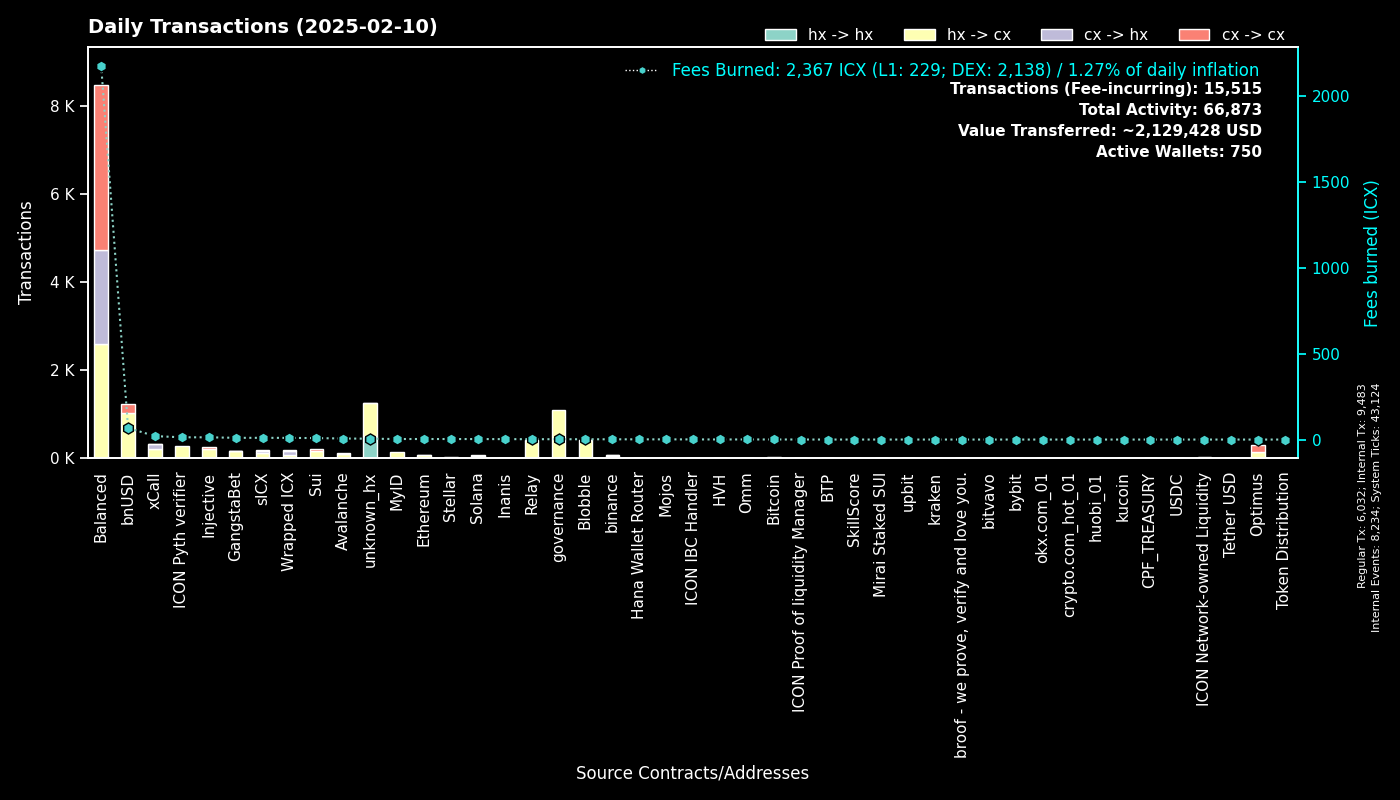 Daily Transactions (2025-02-10)
hx -> hx
hx -> cx
cx -> hx
cx -> cx
Fees Burned: 2,367 ICX (L1: 229; DEX: 2,138) / 1.27% of daily inflation
Transactions (Fee-incurring): 15,515
Total Activity: 66,873
Value Transferred: ~2,129,428 USD
Active Wallets: 750
Transactions
8 K
6 K
4 K
2 K
0 K
2000
1500
1000
500
0
Fees burned (ICX)
Regular Tx: 6,032; Internal Tx: 9,483
Internal Events: 8,234; System Ticks: 43,124
Balanced
bnUSD
xCall
ICON Pyth verifier
Injective
GangstaBet
sICX
Wrapped ICX
Sui
Avalanche
unknown_hx
MyID
Ethereum
Stellar
Solana
Inanis
Relay
governance
Blobble
binance
Hana Wallet Router
Mojos
ICON IBC Handler
HVH
Omm
Bitcoin
ICON Proof of liquidity Manager
BTP
SkillScore
Mirai Staked SUI
upbit
kraken
broof - we prove, verify and love you.
bitvavo
bybit
okx.com_01
crypto.com_hot_01
huobi_01
kucoin
CPF_TREASURY
USDC
ICON Network-owned Liquidity
Tether USD
Optimus
Token Distribution
Source Contracts/Addresses